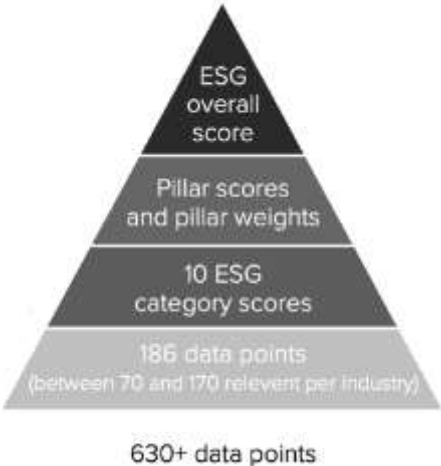 ESG
overall
score
Pillar scores
and pillar weights
10 ESG
category scores
186 data points
(between 70 and 170 relevent per industry)
630+ data points